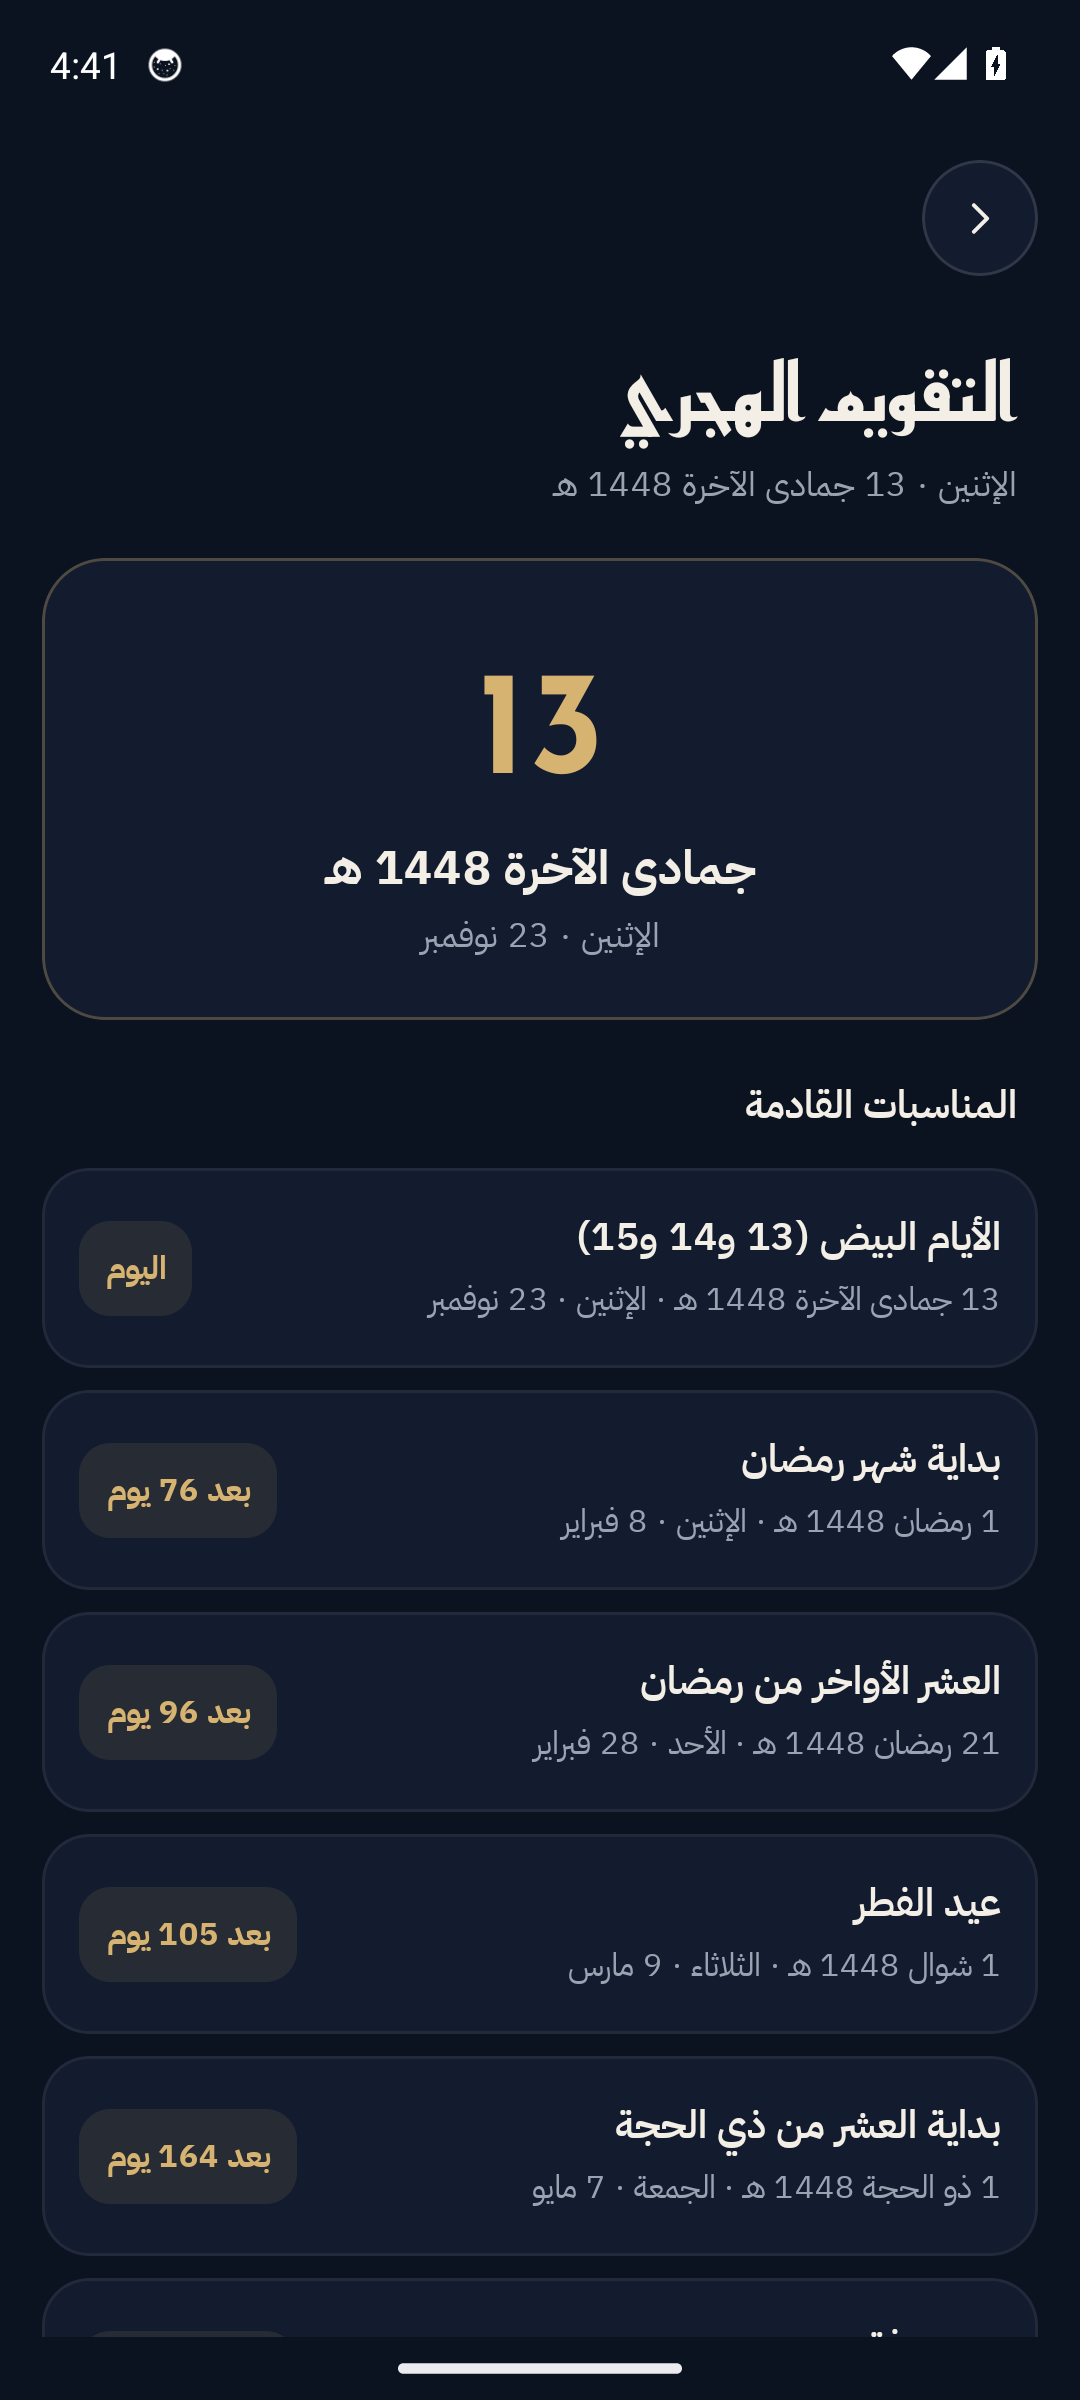 4:41
التقويم الهجري
الإثنين · 13 جمادى الآخرة 1448 هـ
13
جمادى الآخرة 1448 هـ
الإثنين · 23 نوفمبر
المناسبات القادمة
الأيام البيض (13 و14 و15)
13 جمادى الآخرة 1448 هـ · الإثنين · 23 نوفمبر
اليوم
بداية شهر رمضان
1 رمضان 1448 هـ · الإثنين · 8 فبراير
بعد 76 يوم
العشر الأواخر من رمضان
21 رمضان 1448 هـ · الأحد · 28 فبراير
بعد 96 يوم
عيد الفطر
1 شوال 1448 هـ · الثلاثاء · 9 مارس
بعد 105 يوم
بداية العشر من ذي الحجة
1 ذو الحجة 1448 هـ · الجمعة · 7 مايو
بعد 164 يوم